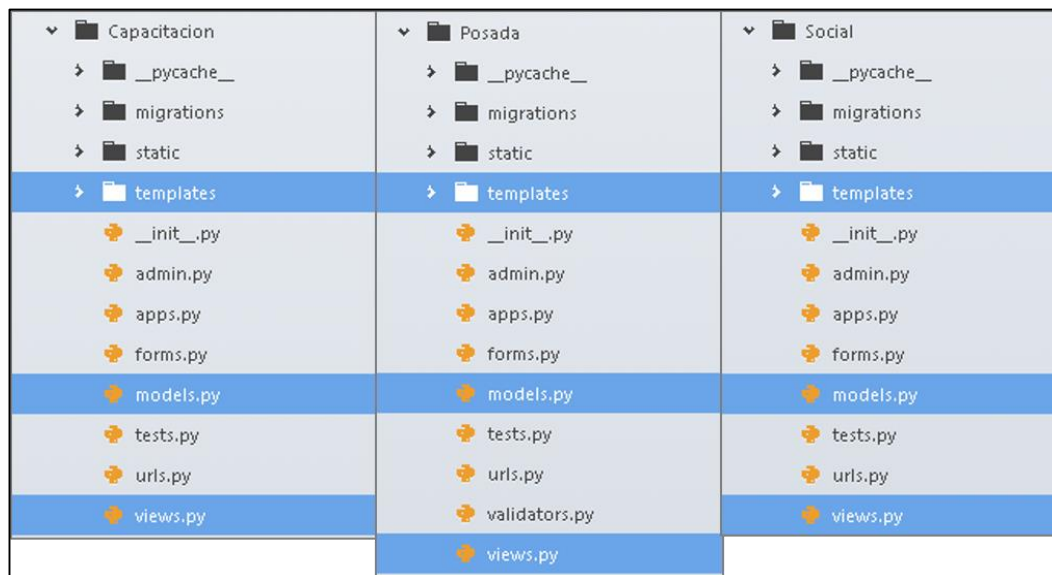 Capacitacion
__pycache__
migrations
static
templates
__init__.py
admin.py
apps.py
forms.py
models.py
tests.py
urls.py
views.py
Posada
__pycache__
migrations
static
templates
__init__.py
admin.py
apps.py
forms.py
models.py
tests.py
urls.py
validators.py
views.py
Social
__pycache__
migrations
static
templates
__init__.py
admin.py
apps.py
forms.py
models.py
tests.py
urls.py
views.py